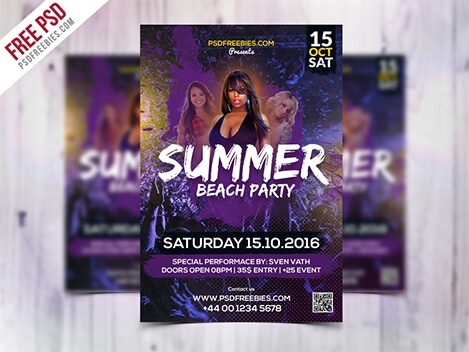 FREE PSD
PSDFREEBIES.COM
PSDFREEBIES.COM
Presents
15
OCT
SAT
SUMMER
BEACH PARTY
SATURDAY 15.10.2016
SPECIAL PERFORMACE BY: SVEN VATH
DOORS OPEN 08PM | 35$ ENTRY | +25 EVENT
Contact us
WWW.PSDFREEBIES.COM
+44 00 1234 5678